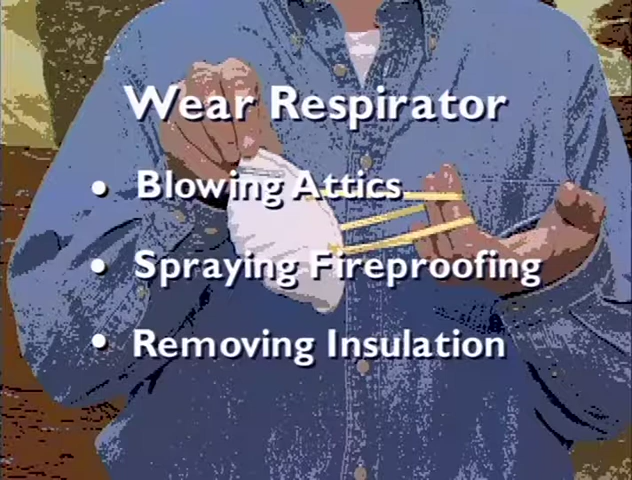 Wear Respirator
• Blowing Attics
• Spraying Fireproofing
• Removing Insulation